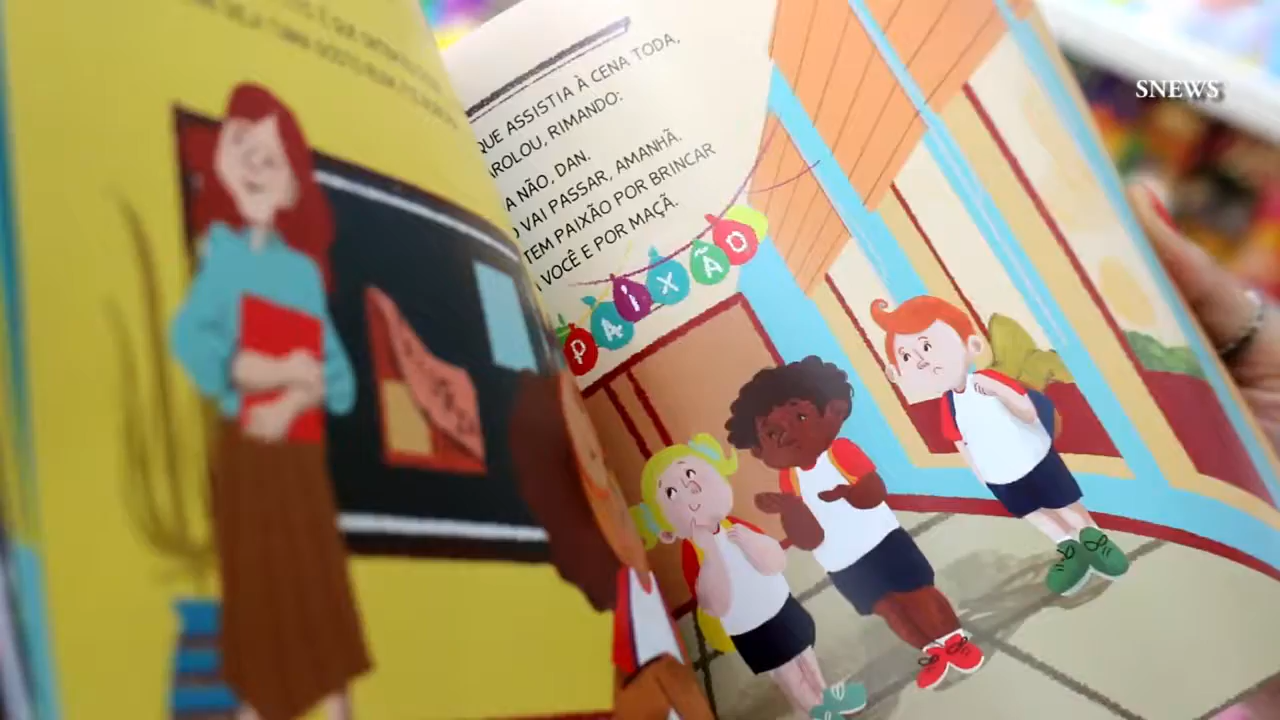 QUE ASSISTIA À CENA TODA,
ROLOU, RIMANDO:
A NÃO, DAN.
VAI PASSAR, AMANHÃ.
TEM PAIXÃO POR BRINCAR
VOCÊ E POR MAÇÃ.
PAIXÃO
SNEWS